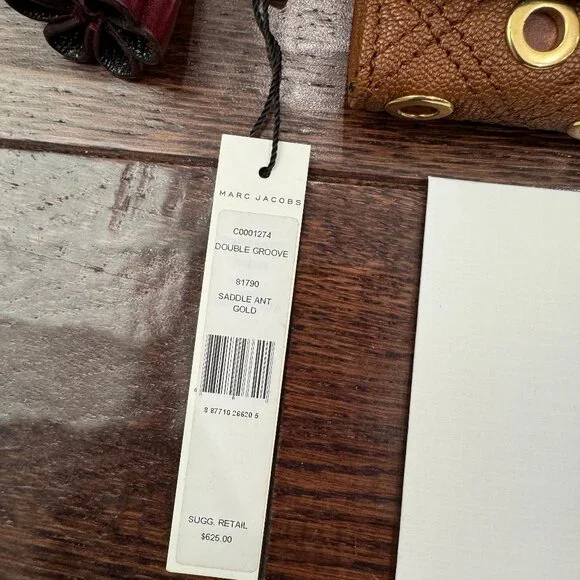 MARC JACOBS
C0001274
DOUBLE GROOVE
81790
SADDLE ANT
GOLD
8 87710 26620 5
SUGG. RETAIL
$625.00